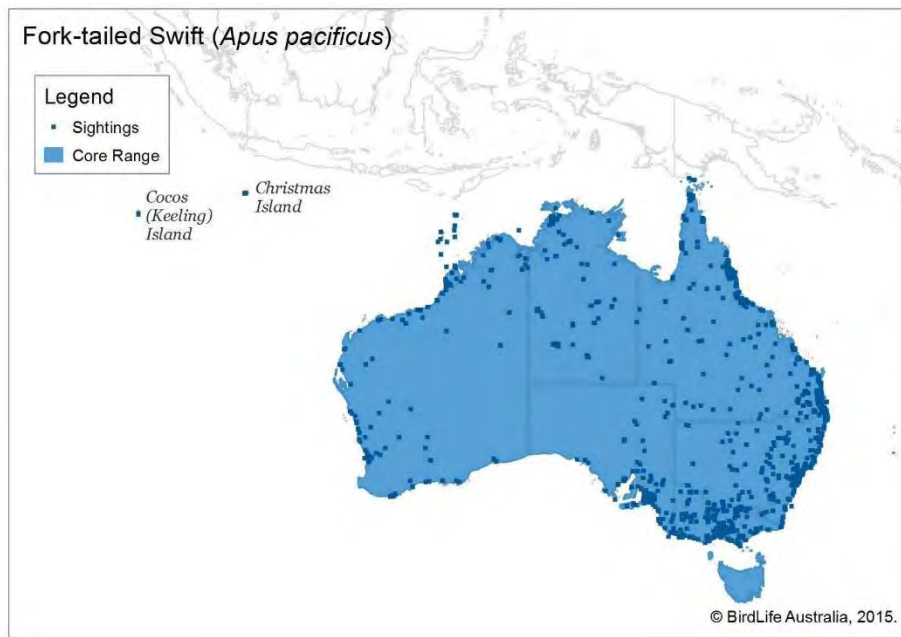 Fork-tailed Swift (Apus pacificus)
Legend
Sightings
Core Range
Cocos
(Keeling)
Island
Christmas
Island
© BirdLife Australia, 2015.